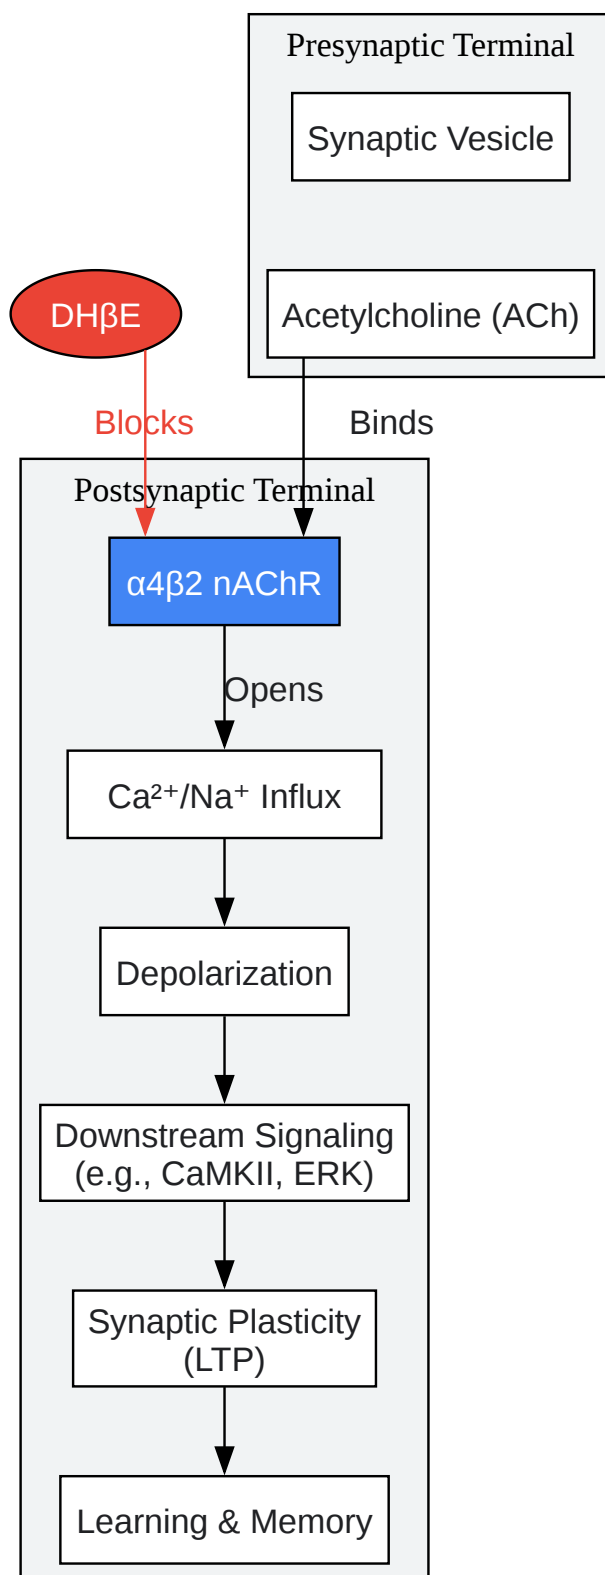 Presynaptic Terminal
Synaptic Vesicle
DHβE
Acetylcholine (ACh)
Blocks
Binds
Postsynaptic Terminal
α4β2 nAChR
Opens
Ca²⁺/Na⁺ Influx
Depolarization
Downstream Signaling
(e.g., CaMKII, ERK)
Synaptic Plasticity
(LTP)
Learning & Memory